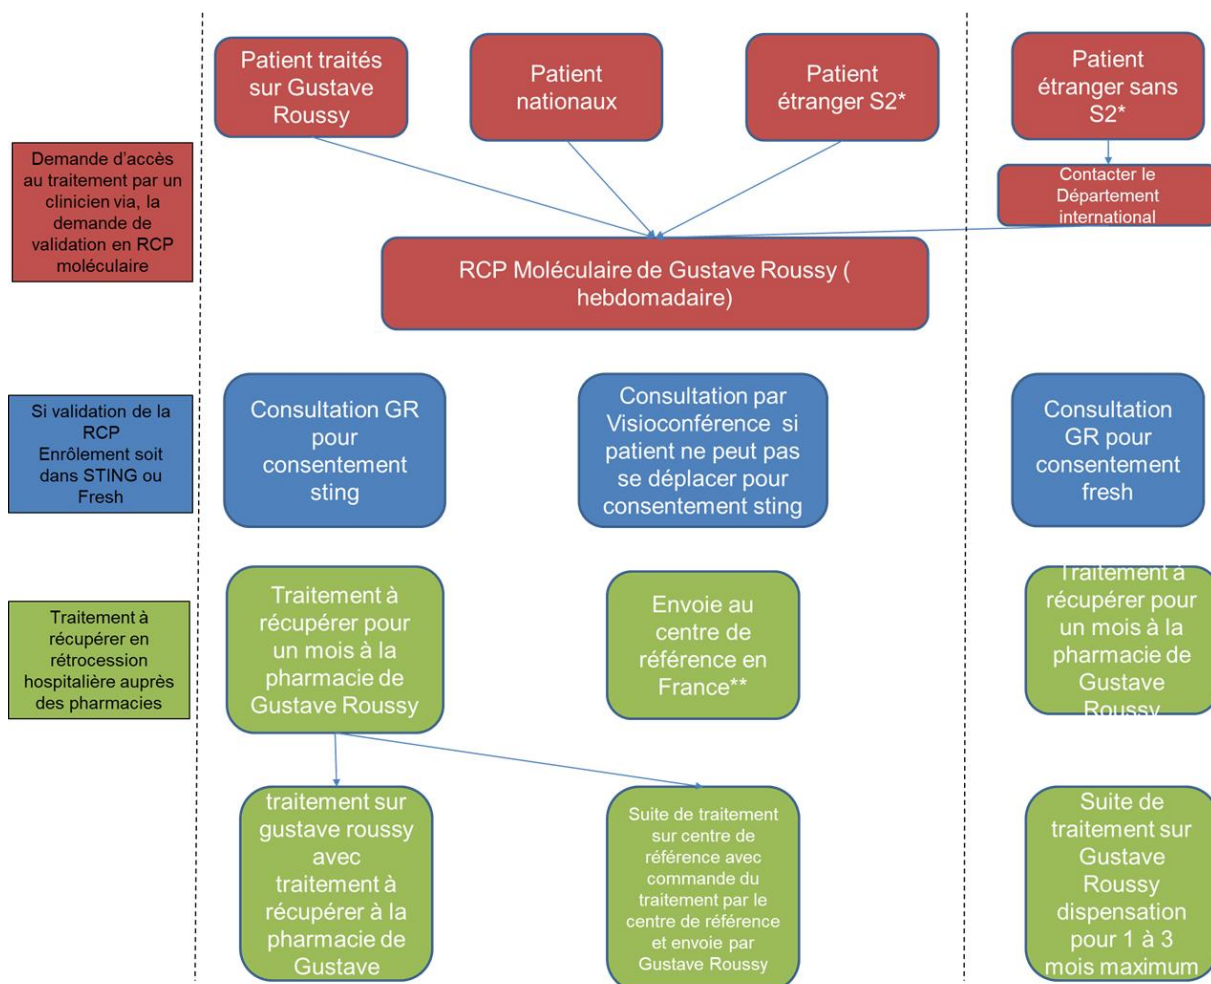 Patient traités
sur Gustave
Roussy
Patient
nationaux
Patient
étranger S2*
Patient
étranger sans
S2*
Demande d'accès
au traitement par un
clinicien via, la
demande de
validation en RCP
moléculaire
Contacter le
Département
international
RCP Moléculaire de Gustave Roussy (
hebdomadaire)
Si validation de la
RCP
Enrôlement soit
dans STING ou
Fresh
Consultation GR
pour
consentement
sting
Consultation par
Visioconférence si
patient ne peut pas
se déplacer pour
consentement sting
Consultation
GR pour
consentement
fresh
Traitement à
récupérer en
rétrocession
hospitalière auprès
des pharmacies
Traitement à
récupérer pour
un mois à la
pharmacie de
Gustave Roussy
Envoie au
centre de
référence en
France**
Traitement à
récupérer pour
un mois à la
pharmacie de
Gustave
Roussy
traitement sur
gustave roussy
avec
traitement à
récupérer à la
pharmacie de
Gustave
Suite de traitement
sur centre de
référence avec
commande du
traitement par le
centre de référence
et envoie par
Gustave Roussy
Suite de
traitement sur
Gustave
Roussy
dispensation
pour 1 à 3
mois maximum